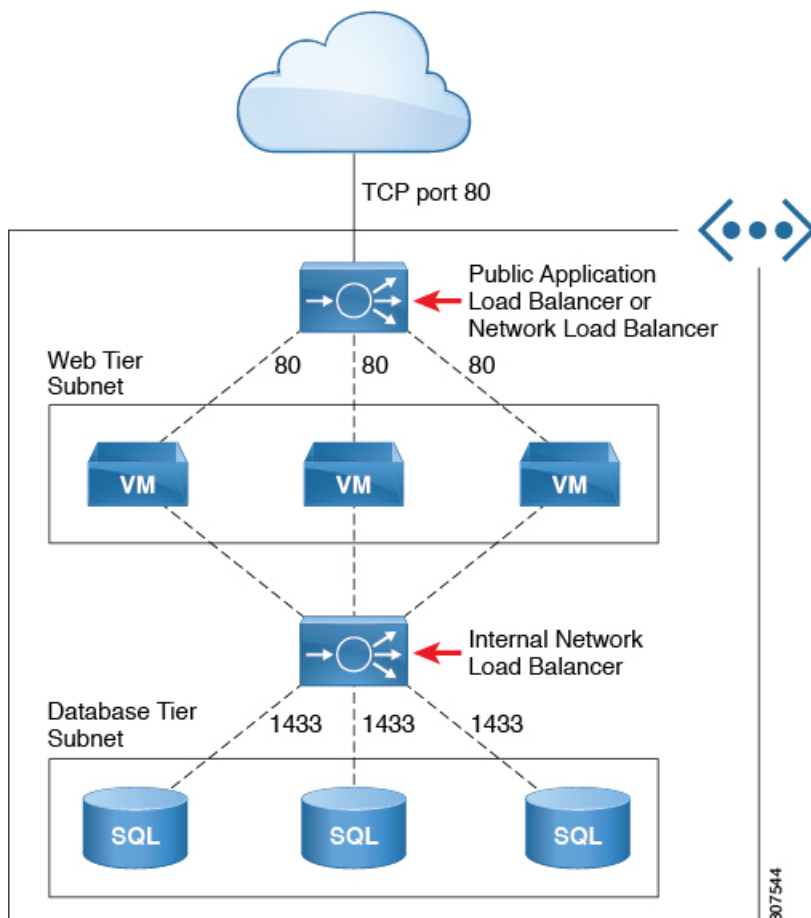 TCP port 80
Public Application
Load Balancer or
Network Load Balancer
80
80
80
Web Tier
Subnet
VM
VM
VM
Internal Network
Load Balancer
Database Tier
Subnet
1433
1433
1433
SQL
SQL
SQL
307544